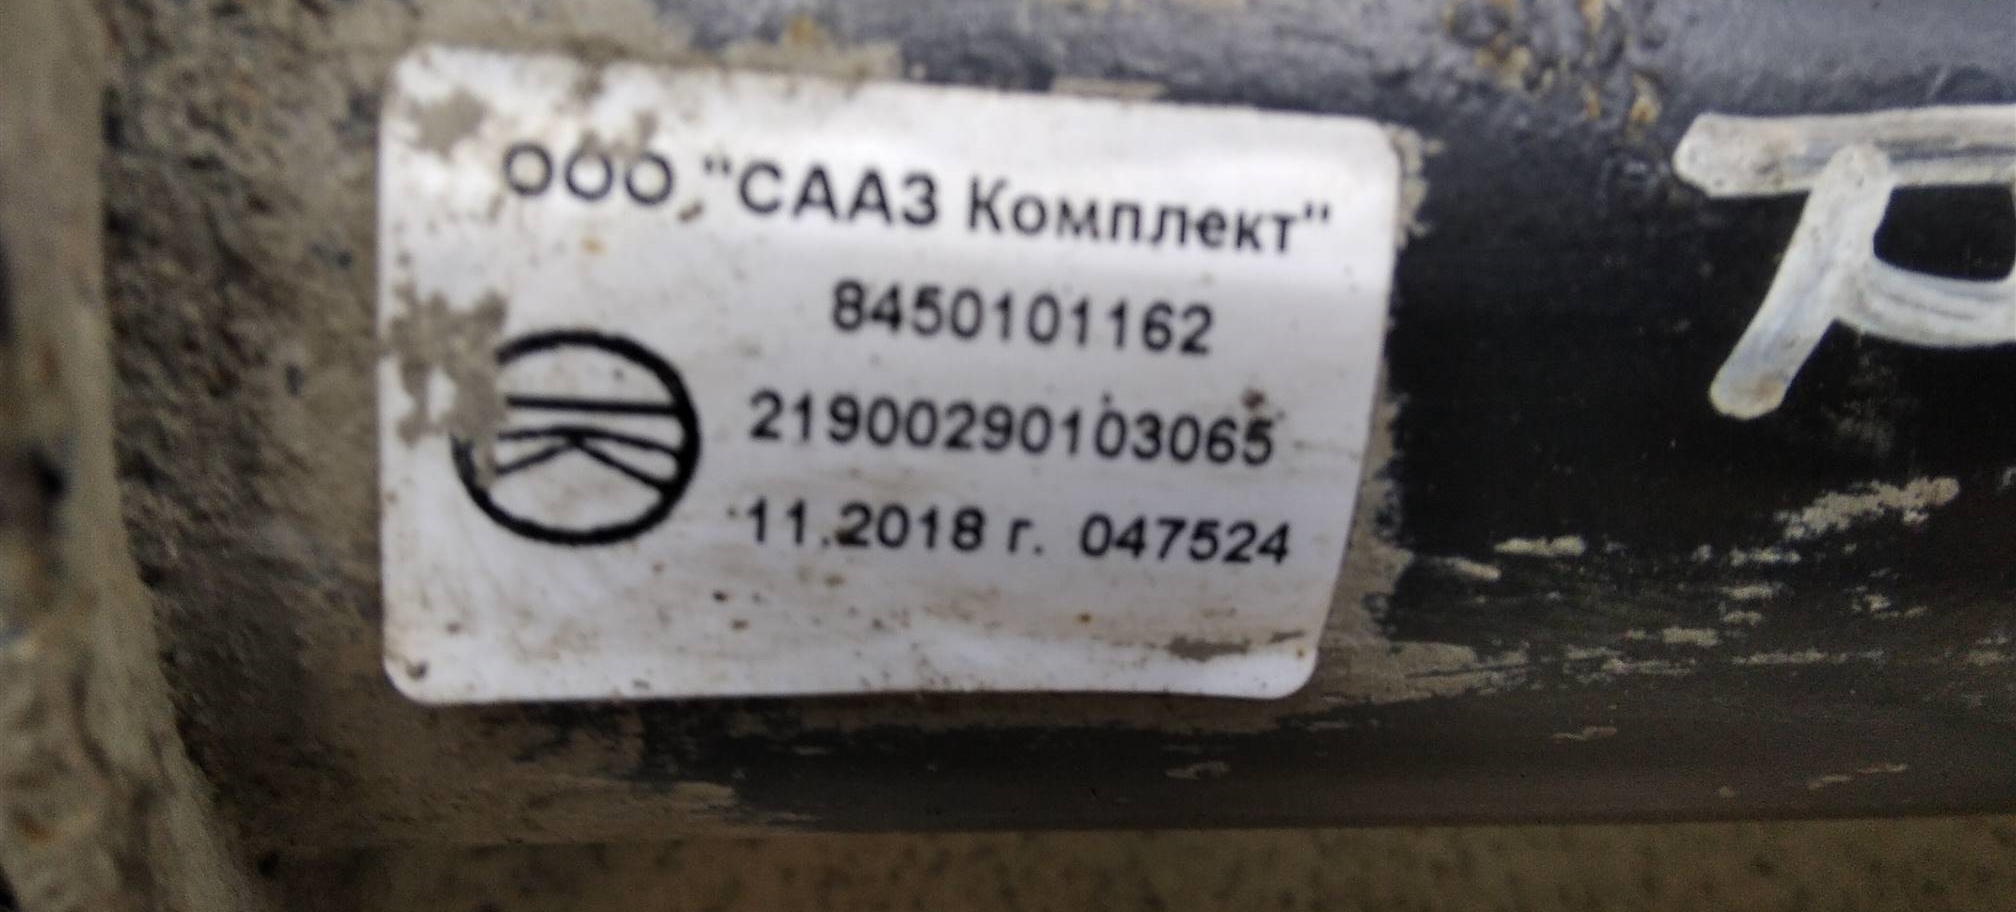 ООО "СААЗ Комплект"
8450101162
21900290103065
11.2018 г. 047524